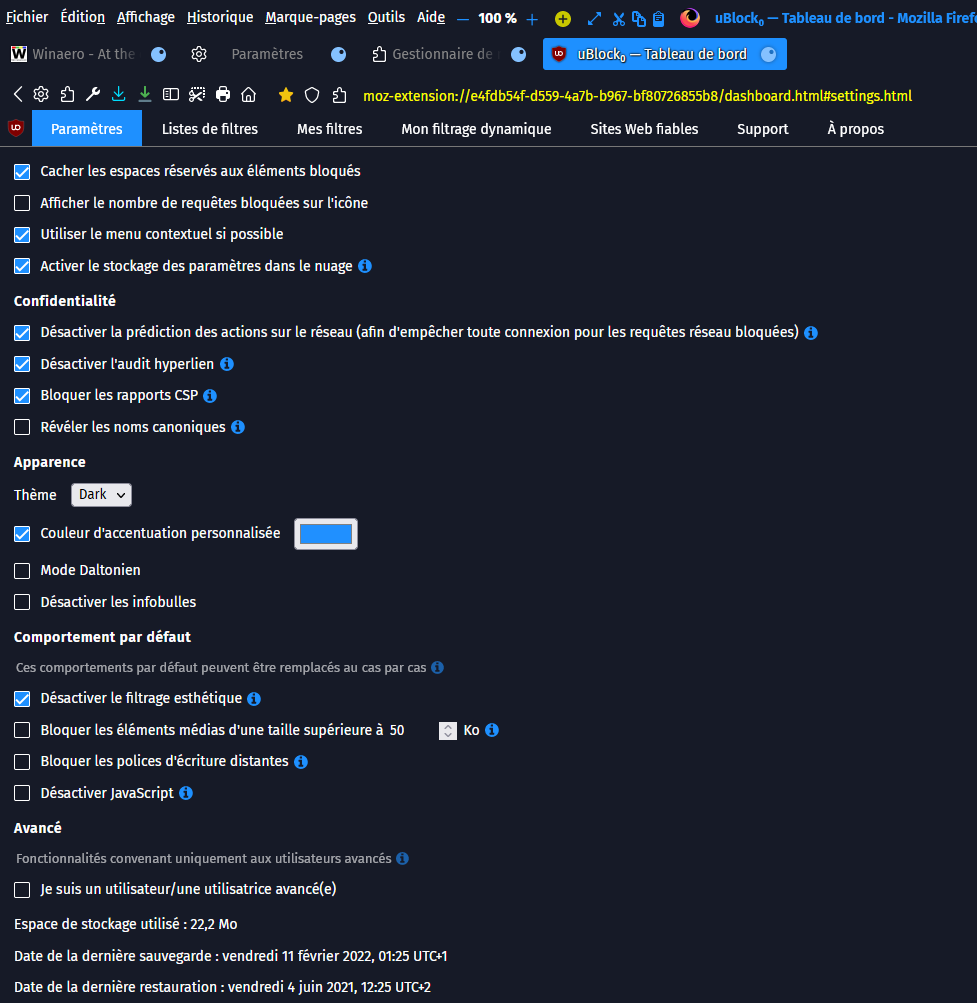 Fichier Édition Affichage Historique Marque-pages Outils Aide — 100 % + uBlock₀ — Tableau de bord - Mozilla Firef
W Winaero - At the Paramètres Gestionnaire de uBlock₀ — Tableau de bord
moz-extension://e4fdb54f-d559-4a7b-b967-bf80726855b8/dashboard.html#settings.html
Paramètres Listes de filtres Mes filtres Mon filtrage dynamique Sites Web fiables Support À propos
Cacher les espaces réservés aux éléments bloqués
Afficher le nombre de requêtes bloquées sur l'icône
Utiliser le menu contextuel si possible
Activer le stockage des paramètres dans le nuage
Confidentialité
Désactiver la prédiction des actions sur le réseau (afin d'empêcher toute connexion pour les requêtes réseau bloquées)
Désactiver l'audit hyperlien
Bloquer les rapports CSP
Révéler les noms canoniques
Apparence
Thème Dark
Couleur d'accentuation personnalisée
Mode Daltonien
Désactiver les infobulles
Comportement par défaut
Ces comportements par défaut peuvent être remplacés au cas par cas
Désactiver le filtrage esthétique
Bloquer les éléments médias d'une taille supérieure à 50 Ko
Bloquer les polices d'écriture distantes
Désactiver JavaScript
Avancé
Fonctionnalités convenant uniquement aux utilisateurs avancés
Je suis un utilisateur/une utilisatrice avancé(e)
Espace de stockage utilisé : 22,2 Mo
Date de la dernière sauvegarde : vendredi 11 février 2022, 01:25 UTC+1
Date de la dernière restauration : vendredi 4 juin 2021, 12:25 UTC+2